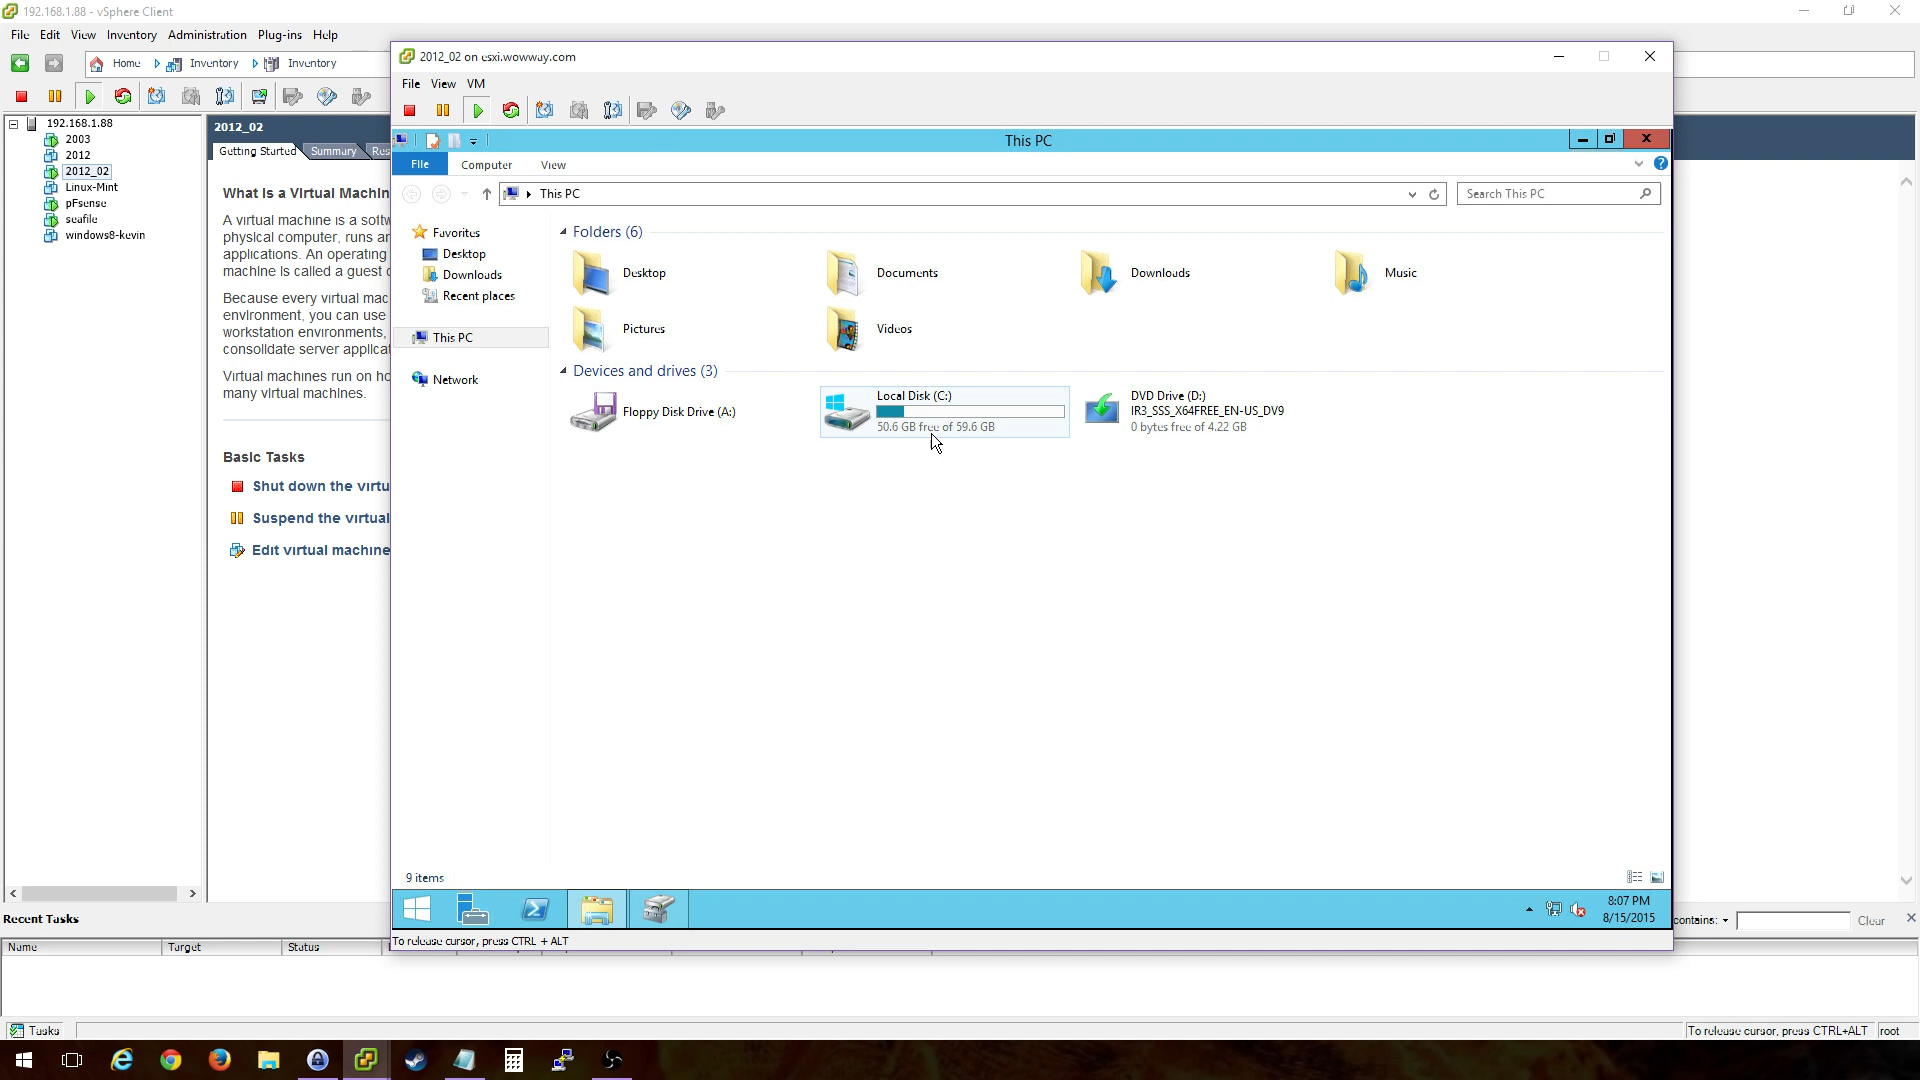 192.168.1.88 - vSphere Client
File Edit View Inventory Administration Plug-ins Help
Home Inventory Inventory
192.168.1.88
2003
2012
2012_02
Linux-Mint
pFsense
seafile
windows8-kevin
2012_02
Getting Started Summary Res
What is a Virtual Machin
A virtual machine is a softw
physical computer, runs an
applications. An operating
machine is called a guest o
Because every virtual mac
environment, you can use
workstation environments,
consolidate server applicat
Virtual machines run on ho
many virtual machines.
Basic Tasks
Shut down the virtu
Suspend the virtual
Edit virtual machine
2012_02 on esxi.wowway.com
File View VM
This PC
File Computer View
This PC
Search This PC
Favorites
Desktop
Downloads
Recent places
This PC
Network
Folders (6)
Desktop Documents Downloads Music
Pictures Videos
Devices and drives (3)
Floppy Disk Drive (A:)
Local Disk (C:)
50.6 GB free of 59.6 GB
DVD Drive (D:)
IR3_SSS_X64FREE_EN-US_DV9
0 bytes free of 4.22 GB
9 items
8:07 PM
8/15/2015
To release cursor, press CTRL + ALT
Recent Tasks
contains: Clear
Name Target Status
Tasks
To release cursor, press CTRL+ALT root